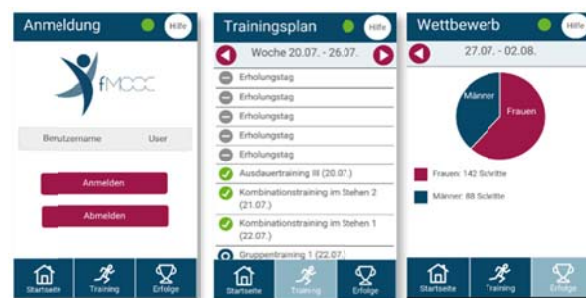 Anmeldung
Hilfe
fMOOC
Benutzername User
Anmelden
Abmelden
Startseite Training Erfolge
Trainingsplan
Hilfe
Woche 20.07. - 26.07.
Erholungstag
Erholungstag
Erholungstag
Erholungstag
Erholungstag
Ausdauertraining III (20.07.)
Kombinationstraining im Stehen 2
(21.07.)
Kombinationstraining im Stehen 1
(22.07.)
Gruppentraining 1 (22.07.)
Startseite Training Erfolge
Wettbewerb
Hilfe
27.07. - 02.08.
Männer
Frauen
Frauen: 142 Schritte
Männer: 88 Schritte
Startseite Training Erfolge